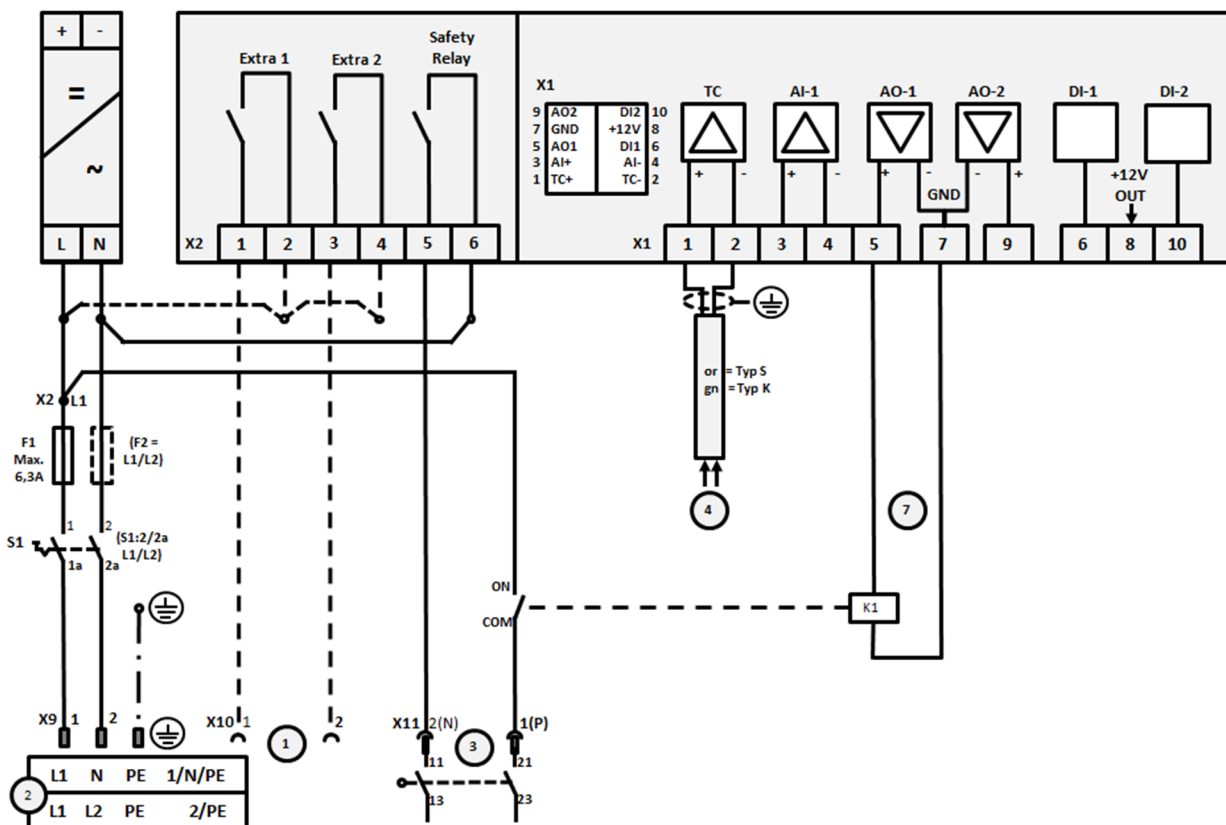 + -
=
~
L N
Extra 1 Extra 2 Safety
Relay
X2 1 2 3 4 5 6
X1
9 AO2 DI2 10
7 GND +12V 8
5 AO1 DI1 6
3 AI+ AI- 4
1 TC+ TC- 2
TC AI-1 AO-1 AO-2 DI-1 DI-2
+ - + - + - - +
GND
+12V
OUT
X1 1 2 3 4 5 7 9 6 8 10
or = Typ S
gn =Typ K
X2 L1
F1
Max.
6,3A
(F2 =
L1/L2)
4
7
S1
1 2
1a 2a
(S1:2/2a
L1/L2)
ON
COM
K1
X9 1 2
X10 1 2
1
X11 2(N) 1(P)
3
11 21
13 23
2
L1 N PE 1/N/PE
L1 L2 PE 2/PE